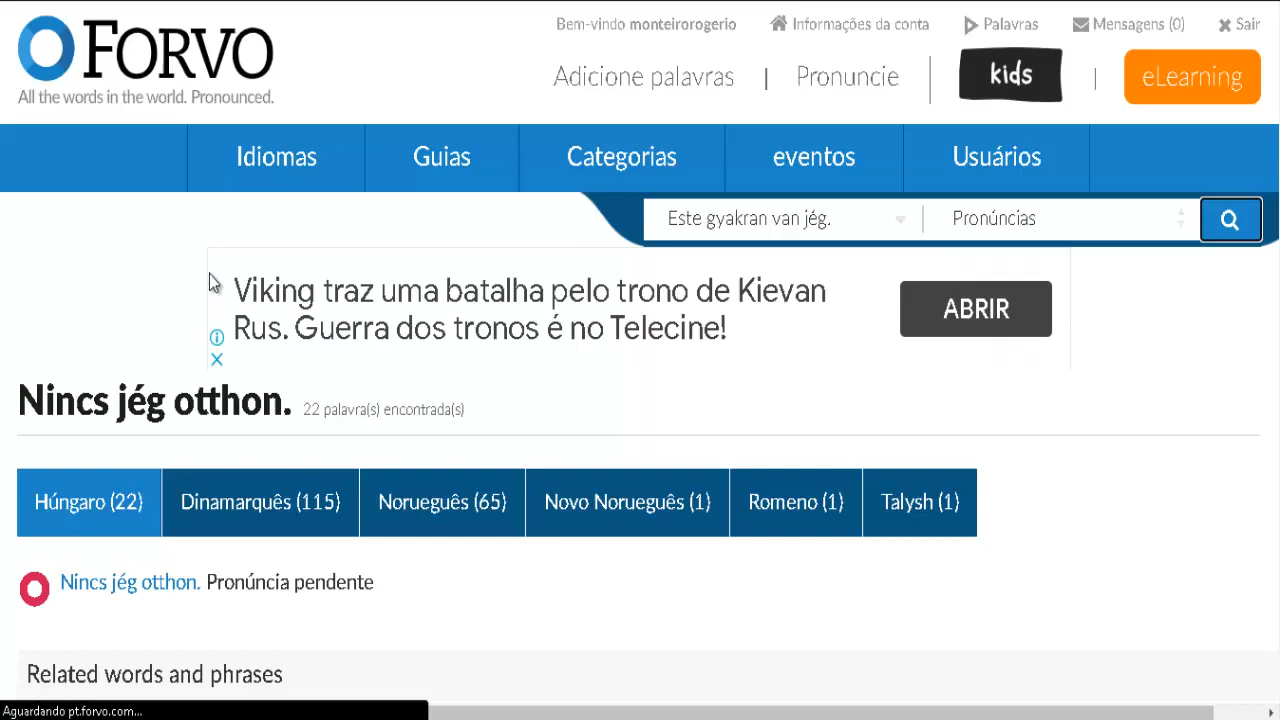 FORVO
All the words in the world. Pronounced.
Bem-vindo monteirorogerio
Informações da conta
Palavras
Mensagens (0)
Sair
Adicione palavras | Pronuncie
kids
eLearning
Idiomas
Guias
Categorias
eventos
Usuários
Este gyakran van jég.
Pronúncias
Viking traz uma batalha pelo trono de Kievan
Rus. Guerra dos tronos é no Telecine!
ABRIR
Nincs jég otthon. 22 palavra(s) encontrada(s)
Húngaro (22)
Dinamarquês (115)
Norueguês (65)
Novo Norueguês (1)
Romeno (1)
Talysh (1)
Nincs jég otthon. Pronúncia pendente
Related words and phrases
Aguardando pt.forvo.com...